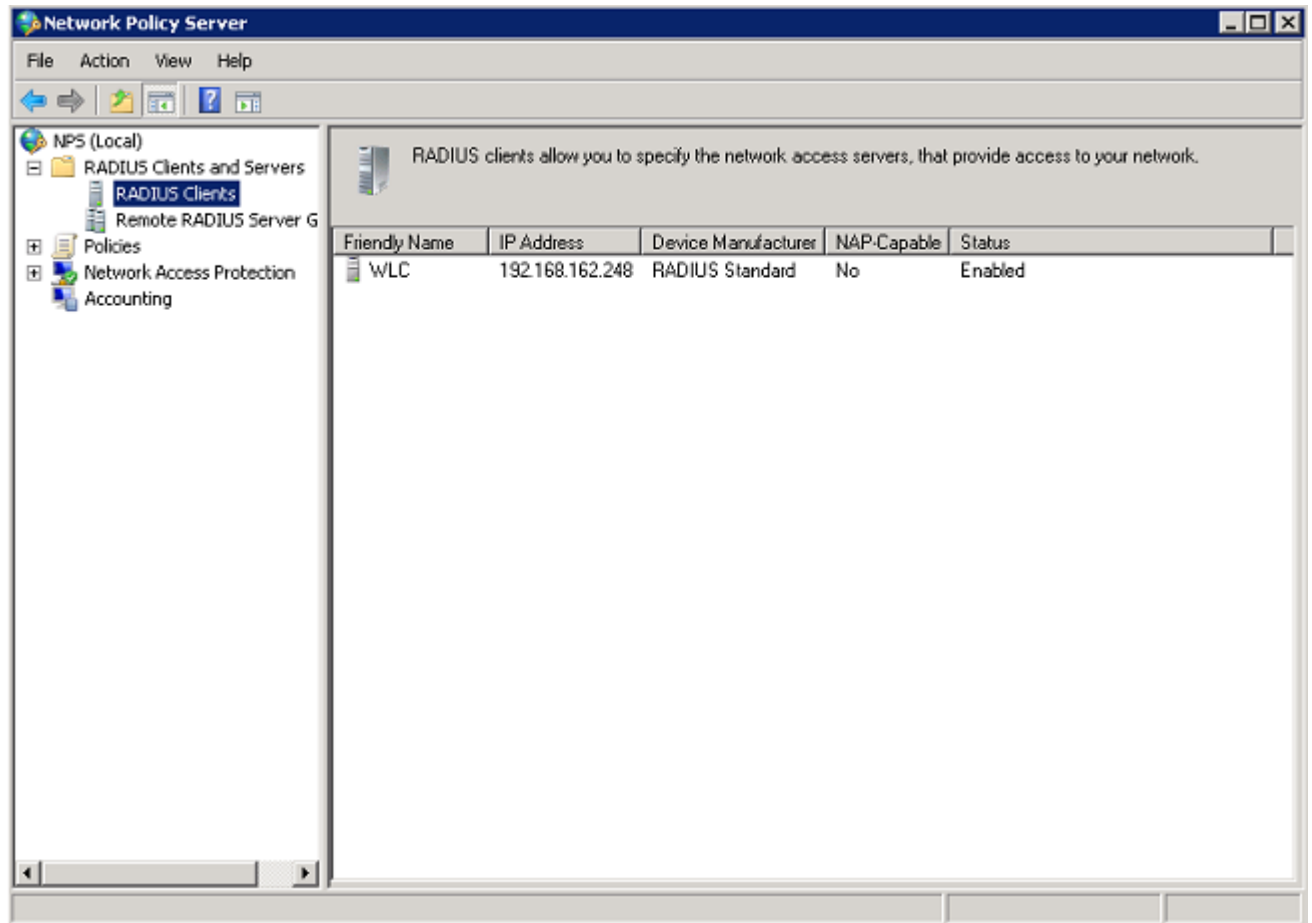 Network Policy Server
File Action View Help
NPS (Local)
RADIUS Clients and Servers
RADIUS Clients
Remote RADIUS Server G
Policies
Network Access Protection
Accounting
RADIUS clients allow you to specify the network access servers, that provide access to your network.
Friendly Name IP Address Device Manufacturer NAP-Capable Status
WLC 192.168.162.248 RADIUS Standard No Enabled